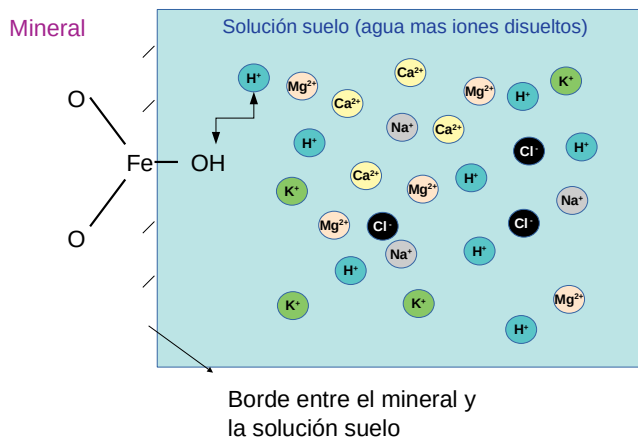 Mineral
Solución suelo (agua mas iones disueltos)
H⁺
Mg²⁺
Ca²⁺
Ca²⁺
Mg²⁺
H⁺
K⁺
O
Na⁺
Ca²⁺
H⁺
Cl⁻
H⁺
Fe
OH
Ca²⁺
Mg²⁺
H⁺
K⁺
Na⁺
O
Mg²⁺
Cl⁻
Cl⁻
Na⁺
H⁺
H⁺
K⁺
K⁺
Mg²⁺
H⁺
Borde entre el mineral y
la solución suelo